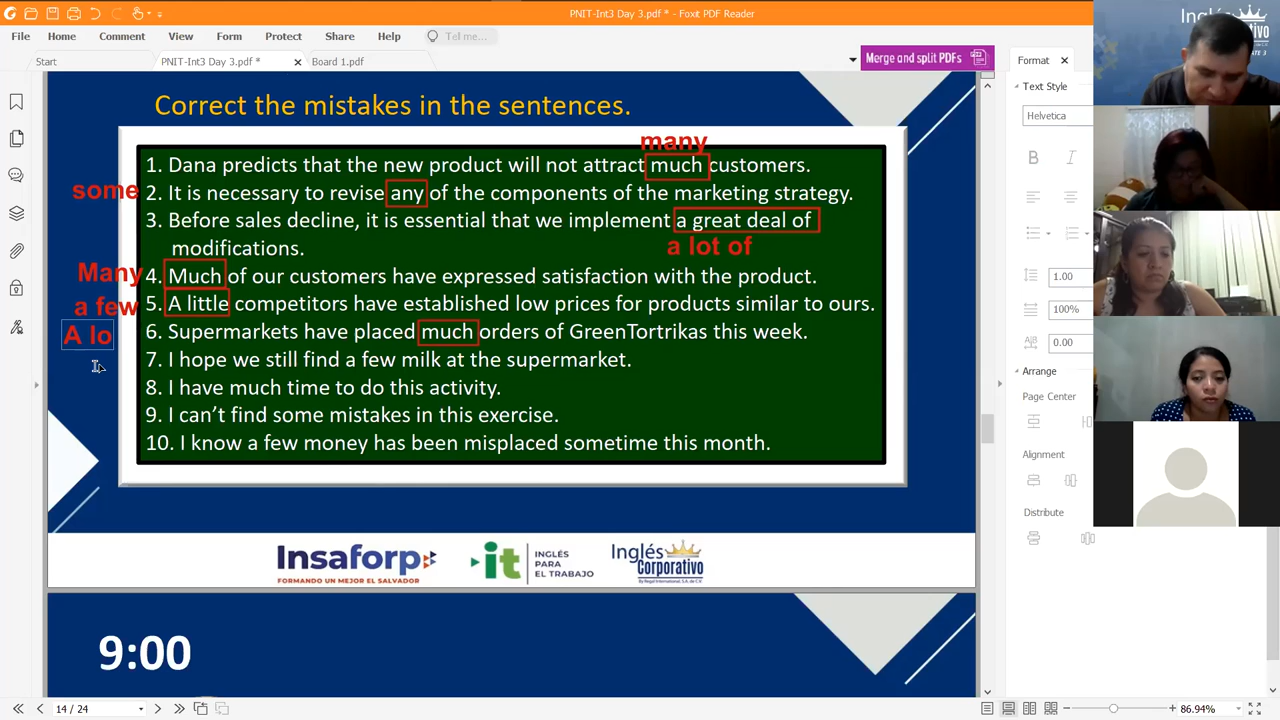 PNIT-Int3 Day 3.pdf * - Foxit PDF Reader
File Home Comment View Form Protect Share Help Tell me...
Start PNIT-Int3 Day 3.pdf * Board 1.pdf
Merge and split PDFs
Correct the mistakes in the sentences.
many
1. Dana predicts that the new product will not attract much customers.
some
2. It is necessary to revise any of the components of the marketing strategy.
3. Before sales decline, it is essential that we implement a great deal of
modifications.
a lot of
Many
4. Much of our customers have expressed satisfaction with the product.
a few
5. A little competitors have established low prices for products similar to ours.
A lo
6. Supermarkets have placed much orders of GreenTortrikas this week.
7. I hope we still find a few milk at the supermarket.
8. I have much time to do this activity.
9. I can't find some mistakes in this exercise.
10. I know a few money has been misplaced sometime this month.
Insaforp
FORMANDO UN MEJOR EL SALVADOR
it
INGLÉS
PARA
EL TRABAJO
Inglés
Corporativo
By Regal International, S.A. de C.V.
9:00
14 / 24
86.94%
Format
Text Style
Helvetica
B I
1.00
100%
0.00
Arrange
Page Center
Alignment
Distribute